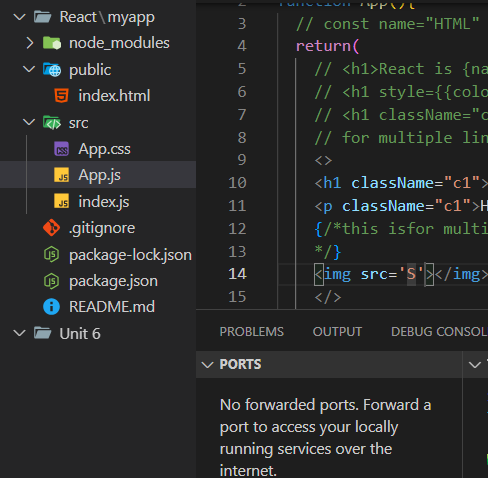 React\myapp
node_modules
public
index.html
src
App.css
App.js
index.js
.gitignore
package-lock.json
package.json
README.md
Unit 6
2 function App(){
3 // const name="HTML"
4 return(
5 // <h1>React is {na
6 // <h1 style={{colo
7 // <h1 className="c
8 // for multiple lin
9 <>
10 <h1 className="c1">
11 <p className="c1">H
12 {/*this isfor multi
13 */}
14 <img src='S'></img>
15 </>
PROBLEMS OUTPUT DEBUG CONSOL
PORTS
No forwarded ports. Forward a
port to access your locally
running services over the
internet.